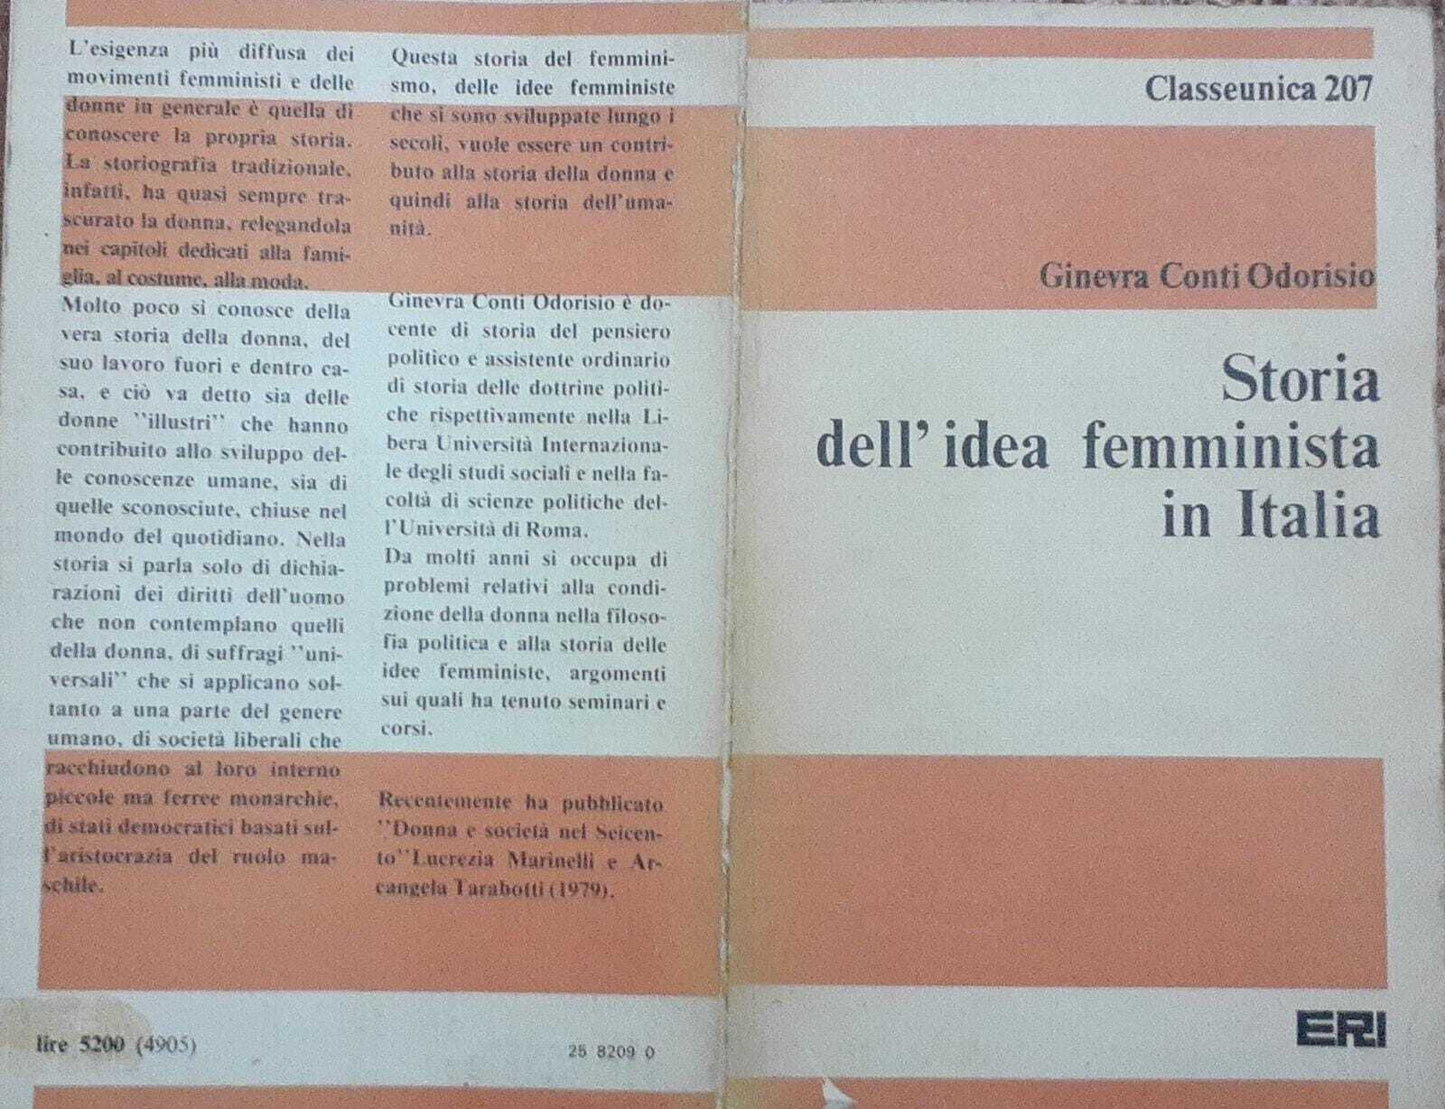 L'esigenza più diffusa dei
movimenti femministi e delle
donne in generale è quella di
conoscere la propria storia.
La storiografia tradizionale,
infatti, ha quasi sempre tra-
scurato la donna, relegandola
nei capitoli dedicati alla fami-
glia, al costume, alla moda.
Molto poco si conosce della
vera storia della donna, del
suo lavoro fuori e dentro ca-
sa, e ciò va detto sia delle
donne "illustri" che hanno
contribuito allo sviluppo del-
le conoscenze umane, sia di
quelle sconosciute, chiuse nel
mondo del quotidiano. Nella
storia si parla solo di dichia-
razioni dei diritti dell'uomo
che non contemplano quelli
della donna, di suffragi "uni-
versali" che si applicano sol-
tanto a una parte del genere
umano, di società liberali che
racchiudono al loro interno
piccole ma ferree monarchie,
di stati democratici basati sul-
l'aristocrazia del ruolo ma-
schile.
lire 5200 (4905)
Questa storia del femmini-
smo, delle idee femministe
che si sono sviluppate lungo i
secoli, vuole essere un contri-
buto alla storia della donna e
quindi alla storia dell'uma-
nità.
Ginevra Conti Odorisio è do-
cente di storia del pensiero
politico e assistente ordinario
di storia delle dottrine politi-
che rispettivamente nella Li-
bera Università Internaziona-
le degli studi sociali e nella fa-
coltà di scienze politiche del-
l'Università di Roma.
Da molti anni si occupa di
problemi relativi alla condi-
zione della donna nella filoso-
fia politica e alla storia delle
idee femministe, argomenti
sui quali ha tenuto seminari e
corsi.
Recentemente ha pubblicato
"Donna e società nel Seicen-
to"Lucrezia Marinelli e Ar-
cangela Tarabotti (1979).
25 8209 0
Classeunica 207
Ginevra Conti Odorisio
Storia
dell'idea femminista
in Italia
ERI